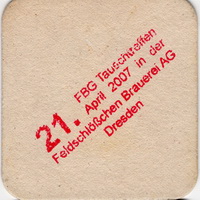 FBG Tauschtreffen
21. April 2007 in der
Feldschlößchen Brauerei AG
Dresden